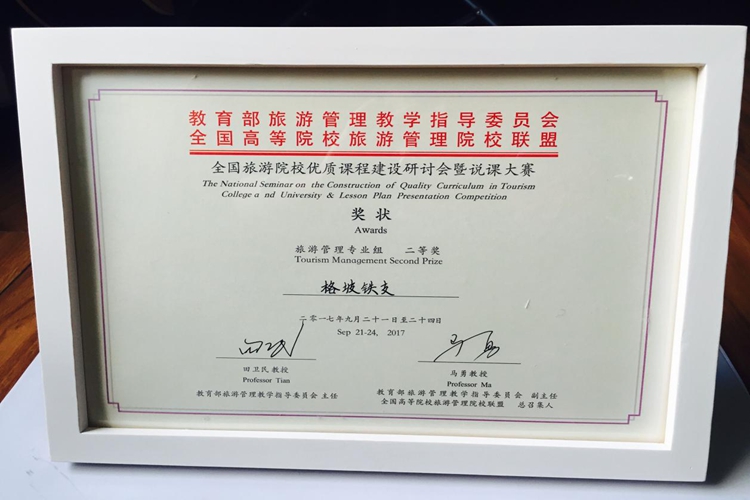 教育部旅游管理教学指导委员会
全国高等院校旅游管理院校联盟
全国旅游院校优质课程建设研讨会暨说课大赛
The National Seminar on the Construction of Quality Curriculum in Tourism
College a nd University & Lesson Plan Presentation Competition
奖状
Awards
旅游管理专业组 二等奖
Tourism Management Second Prize
格坡铁支
二零一七年九月二十一日至二十四日
Sep 21-24, 2017
田卫民教授
Professor Tian
教育部旅游管理教学指导委员会 主任
马勇
马勇教授
Professor Ma
教育部旅游管理教学指导委员会 副主任
全国高等院校旅游管理院校联盟 总召集人